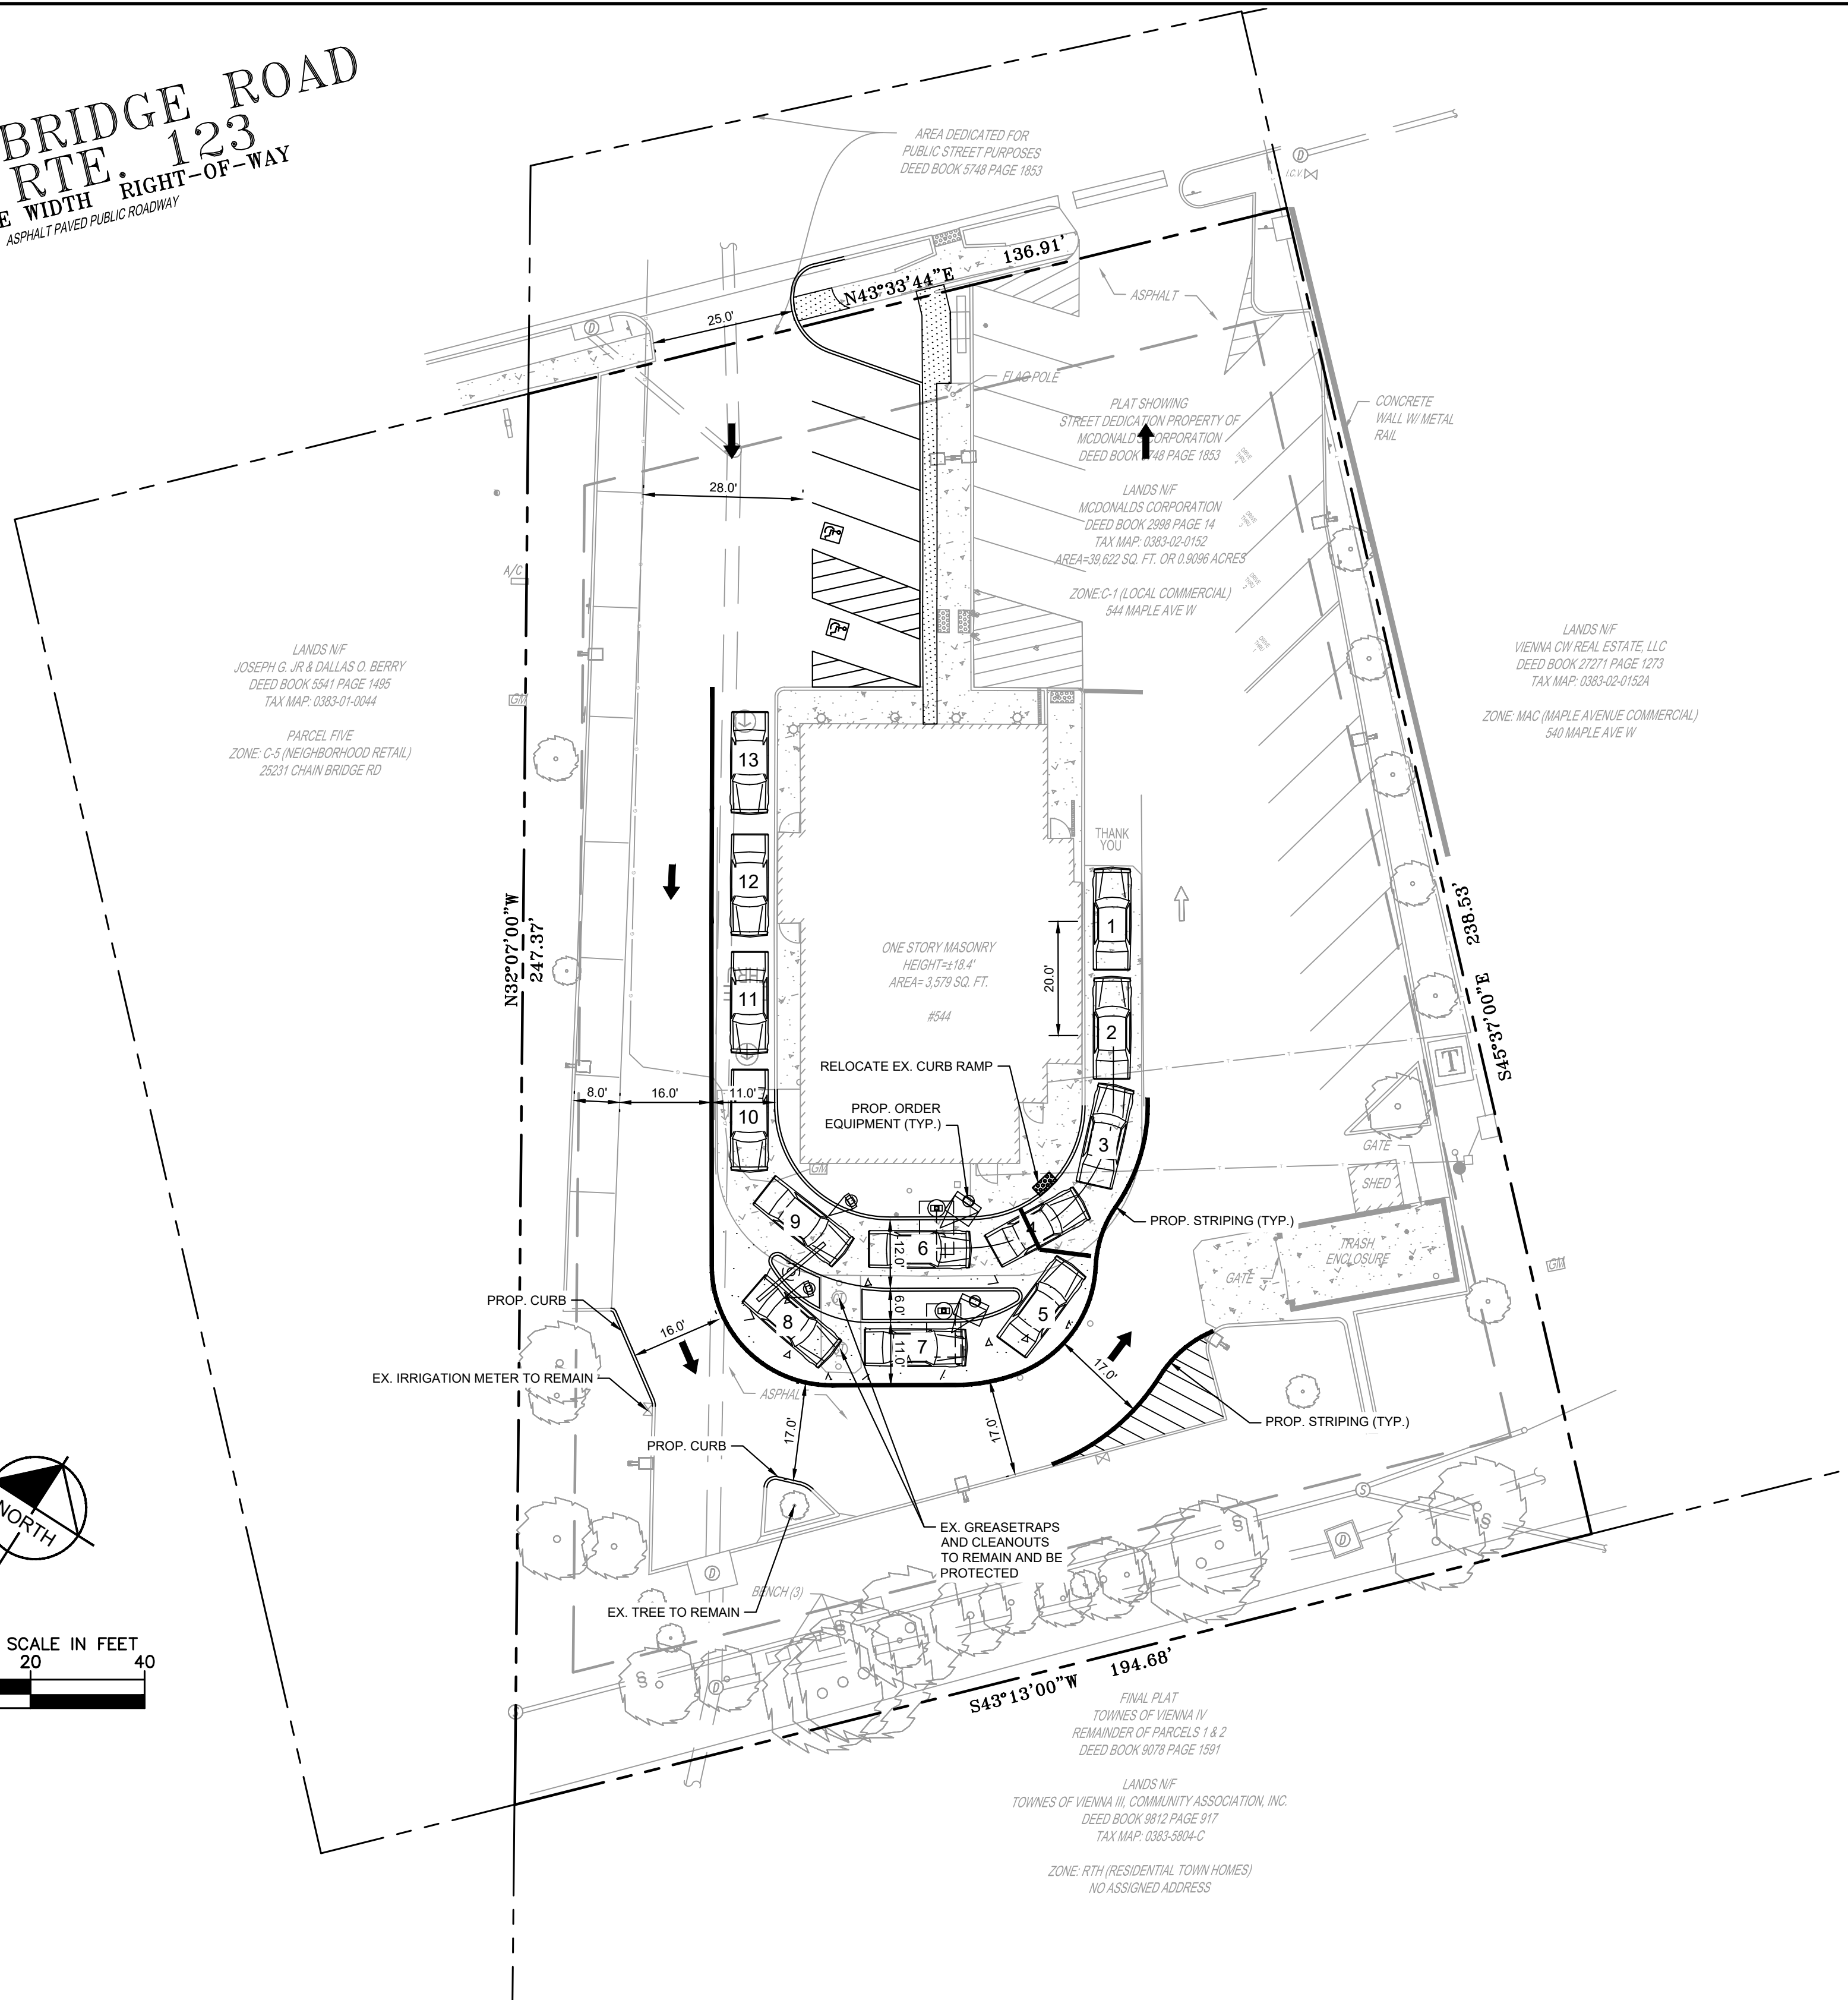 BRIDGE ROAD
RTE. 123
E WIDTH RIGHT-OF-WAY
ASPHALT PAVED PUBLIC ROADWAY
AREA DEDICATED FOR
PUBLIC STREET PURPOSES
DEED BOOK 5748 PAGE 1853
D
I.C.V.
N43°33'44"E 136.91'
ASPHALT
25.0'
D
FLAG POLE
PLAT SHOWING
STREET DEDICATION PROPERTY OF
MCDONALD'S CORPORATION
DEED BOOK 5748 PAGE 1853
CONCRETE
WALL W/ METAL
RAIL
28.0'
LANDS N/F
MCDONALDS CORPORATION
DEED BOOK 2998 PAGE 14
TAX MAP: 0383-02-0152
AREA=39,622 SQ. FT. OR 0.9096 ACRES
ZONE:C-1 (LOCAL COMMERCIAL)
544 MAPLE AVE W
A/C
LANDS N/F
JOSEPH G. JR & DALLAS O. BERRY
DEED BOOK 5541 PAGE 1495
TAX MAP: 0383-01-0044
PARCEL FIVE
ZONE: C-5 (NEIGHBORHOOD RETAIL)
25231 CHAIN BRIDGE RD
GM
LANDS N/F
VIENNA CW REAL ESTATE, LLC
DEED BOOK 27271 PAGE 1273
TAX MAP: 0383-02-0152A
ZONE: MAC (MAPLE AVENUE COMMERCIAL)
540 MAPLE AVE W
13
THANK
YOU
12
1
N32°07'00"W
247.37'
S45°37'00"E 238.53'
ONE STORY MASONRY
HEIGHT=±18.4'
AREA= 3,579 SQ. FT.
#544
20.0'
11
2
RELOCATE EX. CURB RAMP
T
8.0'
16.0'
11.0'
10
PROP. ORDER
EQUIPMENT (TYP.)
3
GATE
GM
SHED
9
4
PROP. STRIPING (TYP.)
6
12.0'
TRASH
ENCLOSURE
GATE
GM
PROP. CURB
6.0'
5
8
16.0'
7
11.0'
17.0'
EX. IRRIGATION METER TO REMAIN
ASPHALT
17.0'
17.0'
PROP. STRIPING (TYP.)
PROP. CURB
S
NORTH
EX. GREASETRAPS
AND CLEANOUTS
TO REMAIN AND BE
PROTECTED
D
D
BENCH (3)
EX. TREE TO REMAIN
SCALE IN FEET
20 40
D
S
S43°13'00"W 194.68'
FINAL PLAT
TOWNES OF VIENNA IV
REMAINDER OF PARCELS 1 & 2
DEED BOOK 9078 PAGE 1591
LANDS N/F
TOWNES OF VIENNA III, COMMUNITY ASSOCIATION, INC.
DEED BOOK 9812 PAGE 917
TAX MAP: 0383-5804-C
ZONE: RTH (RESIDENTIAL TOWN HOMES)
NO ASSIGNED ADDRESS